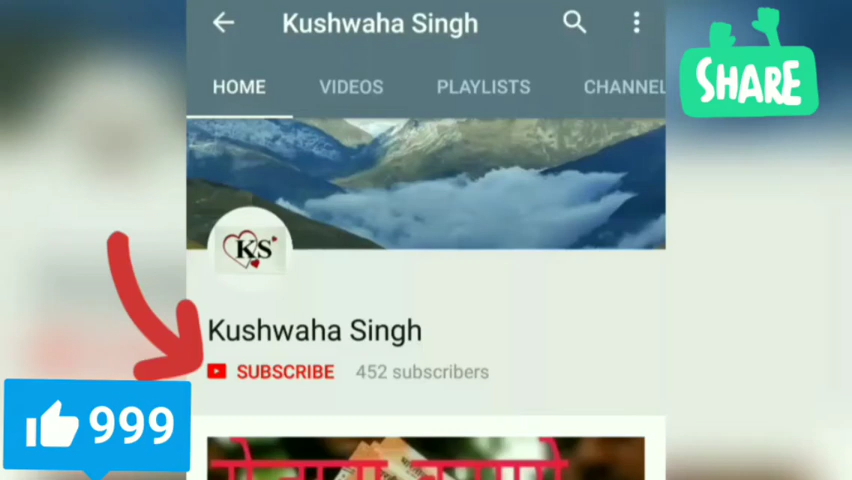 Kushwaha Singh
HOME VIDEOS PLAYLISTS CHANNEL
SHARE
KS
Kushwaha Singh
SUBSCRIBE 452 subscribers
999